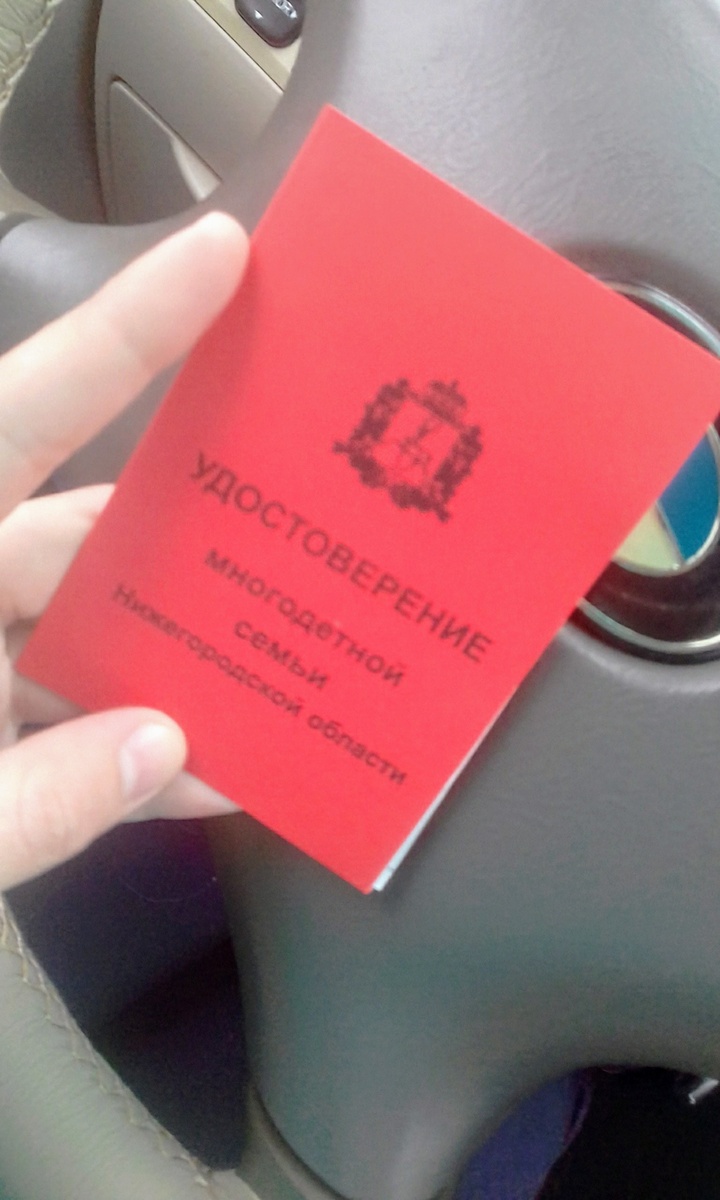 УДОСТОВЕРЕНИЕ
многодетной
семьи
Нижегородской области